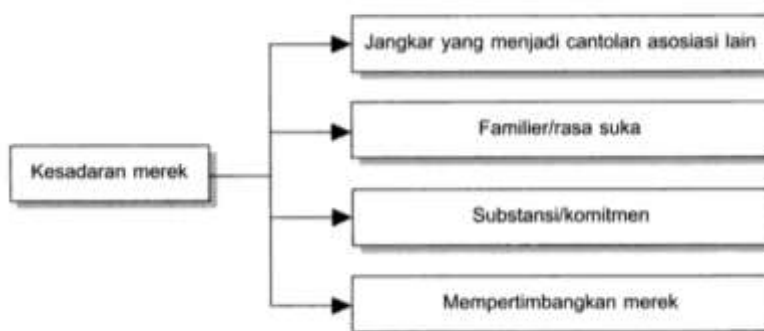 Jangkar yang menjadi cantolan asosiasi lain
Familier/rasa suka
Kesadaran merek
Substansi/komitmen
Mempertimbangkan merek